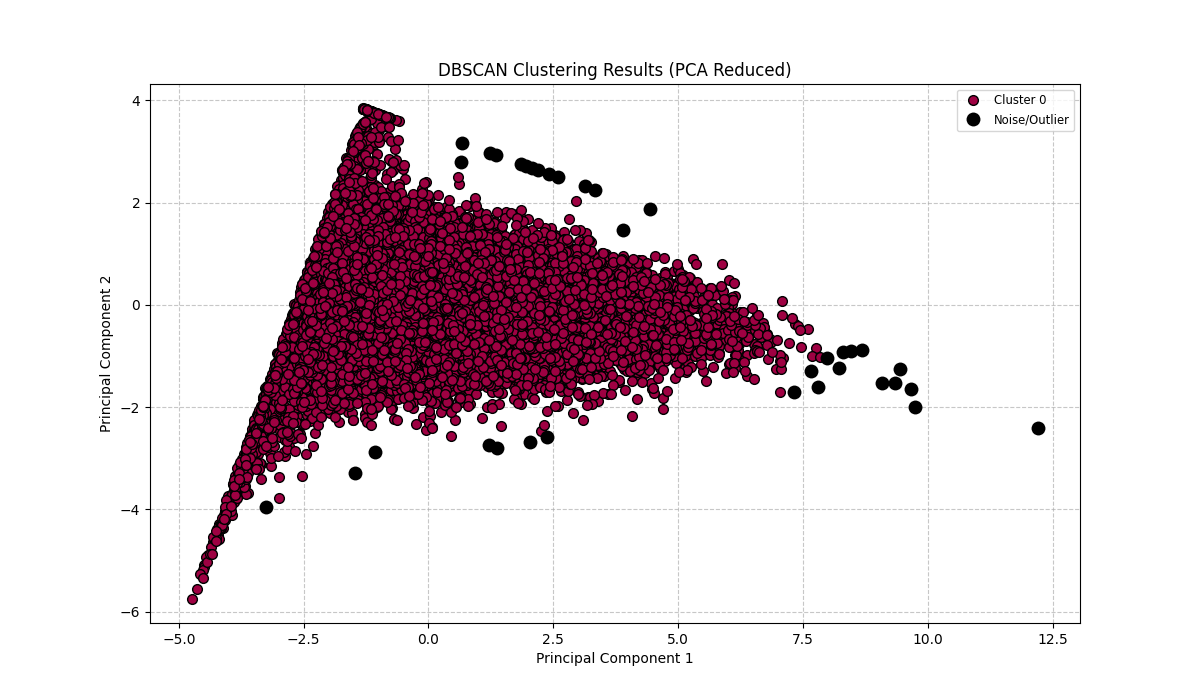 DBSCAN Clustering Results (PCA Reduced)
Cluster 0
Noise/Outlier
4
2
0
−2
−4
−6
Principal Component 2
−5.0
−2.5
0.0
2.5
5.0
7.5
10.0
12.5
Principal Component 1